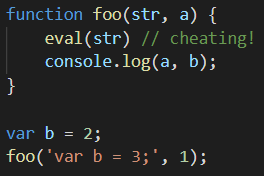 function foo(str, a) {
    eval(str) // cheating!
    console.log(a, b);
}

var b = 2;
foo('var b = 3;', 1);